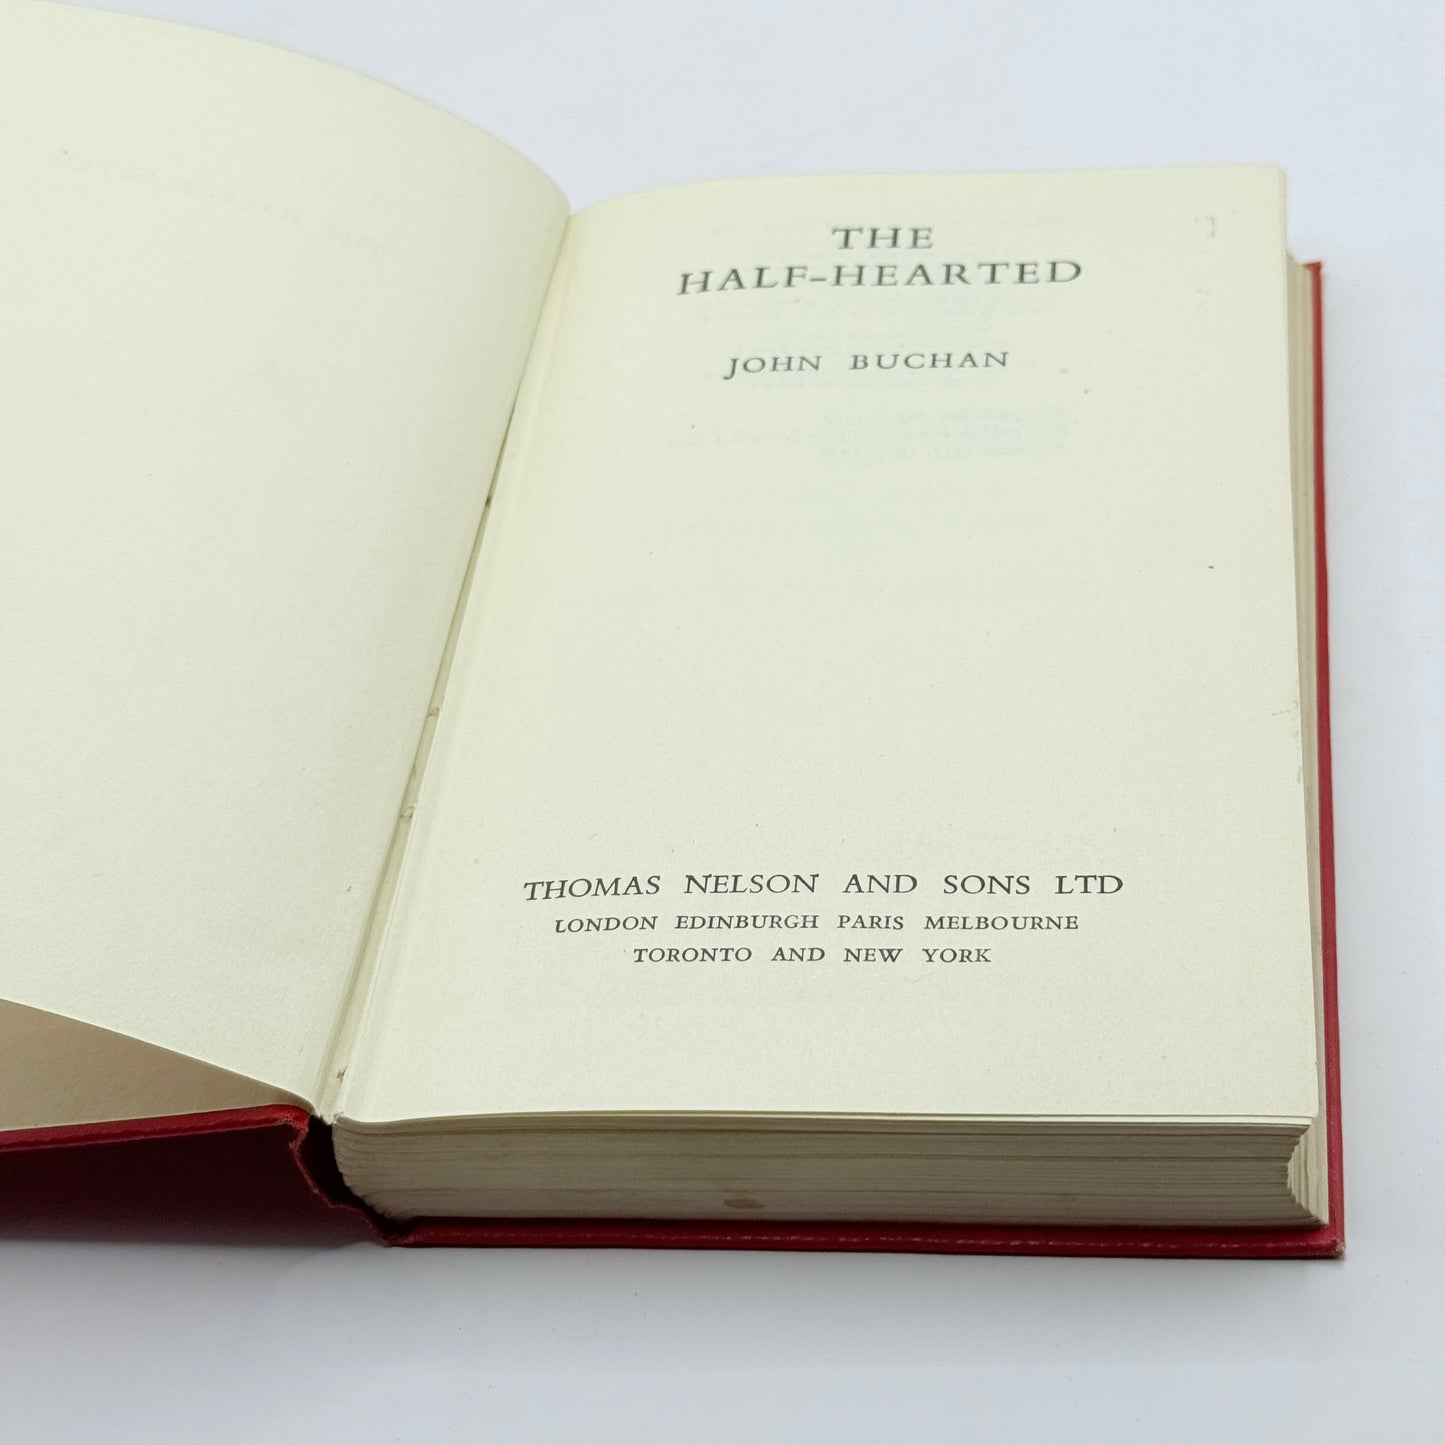 THE
HALF-HEARTED
JOHN BUCHAN
THOMAS NELSON AND SONS LTD
LONDON EDINBURGH PARIS MELBOURNE
TORONTO AND NEW YORK